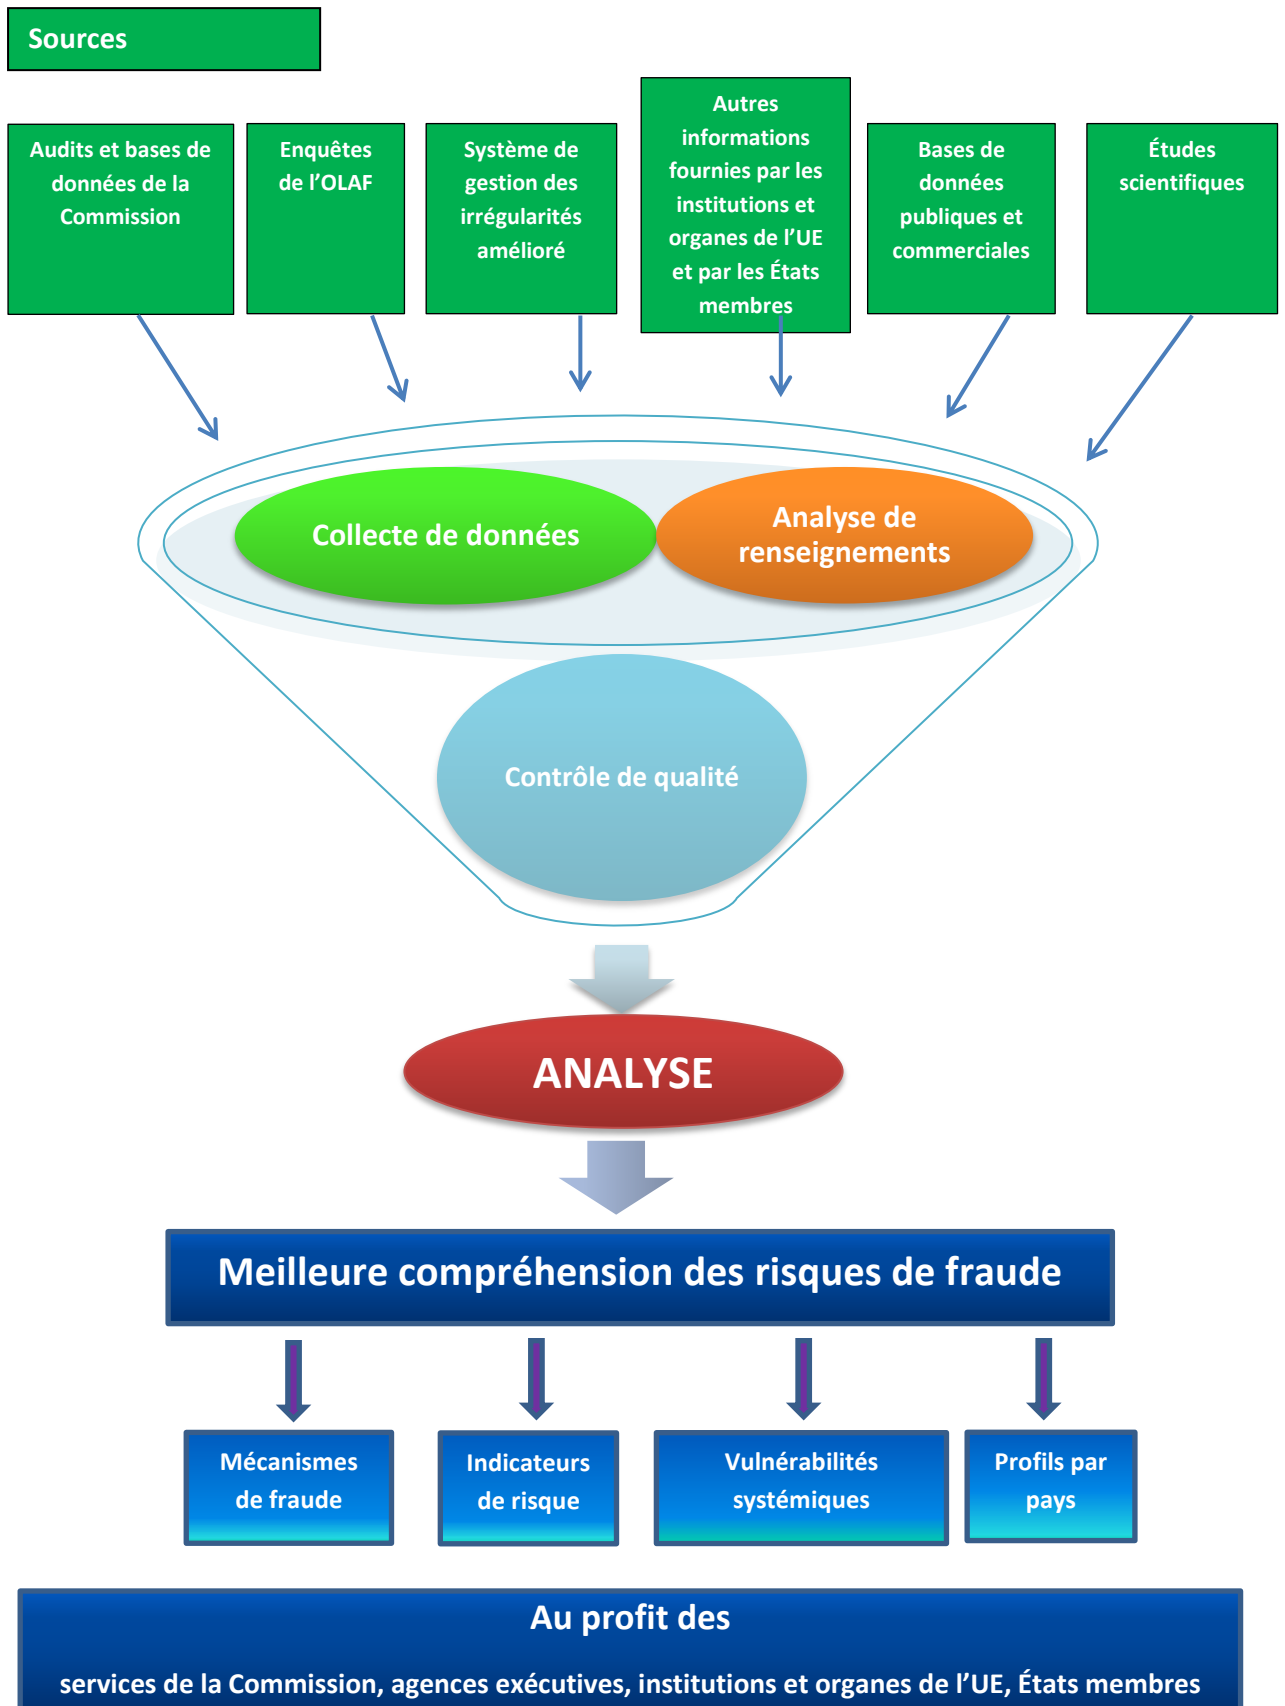 Sources
Audits et bases de
données de la
Commission
Enquêtes
de l’OLAF
Système de
gestion des
irrégularités
amélioré
Autres
informations
fournies par les
institutions et
organes de l’UE
et par les États
membres
Bases de
données
publiques et
commerciales
Études
scientifiques
Collecte de données
Analyse de
renseignements
Contrôle de qualité
ANALYSE
Meilleure compréhension des risques de fraude
Mécanismes
de fraude
Indicateurs
de risque
Vulnérabilités
systémiques
Profils par
pays
Au profit des
services de la Commission, agences exécutives, institutions et organes de l’UE, États membres